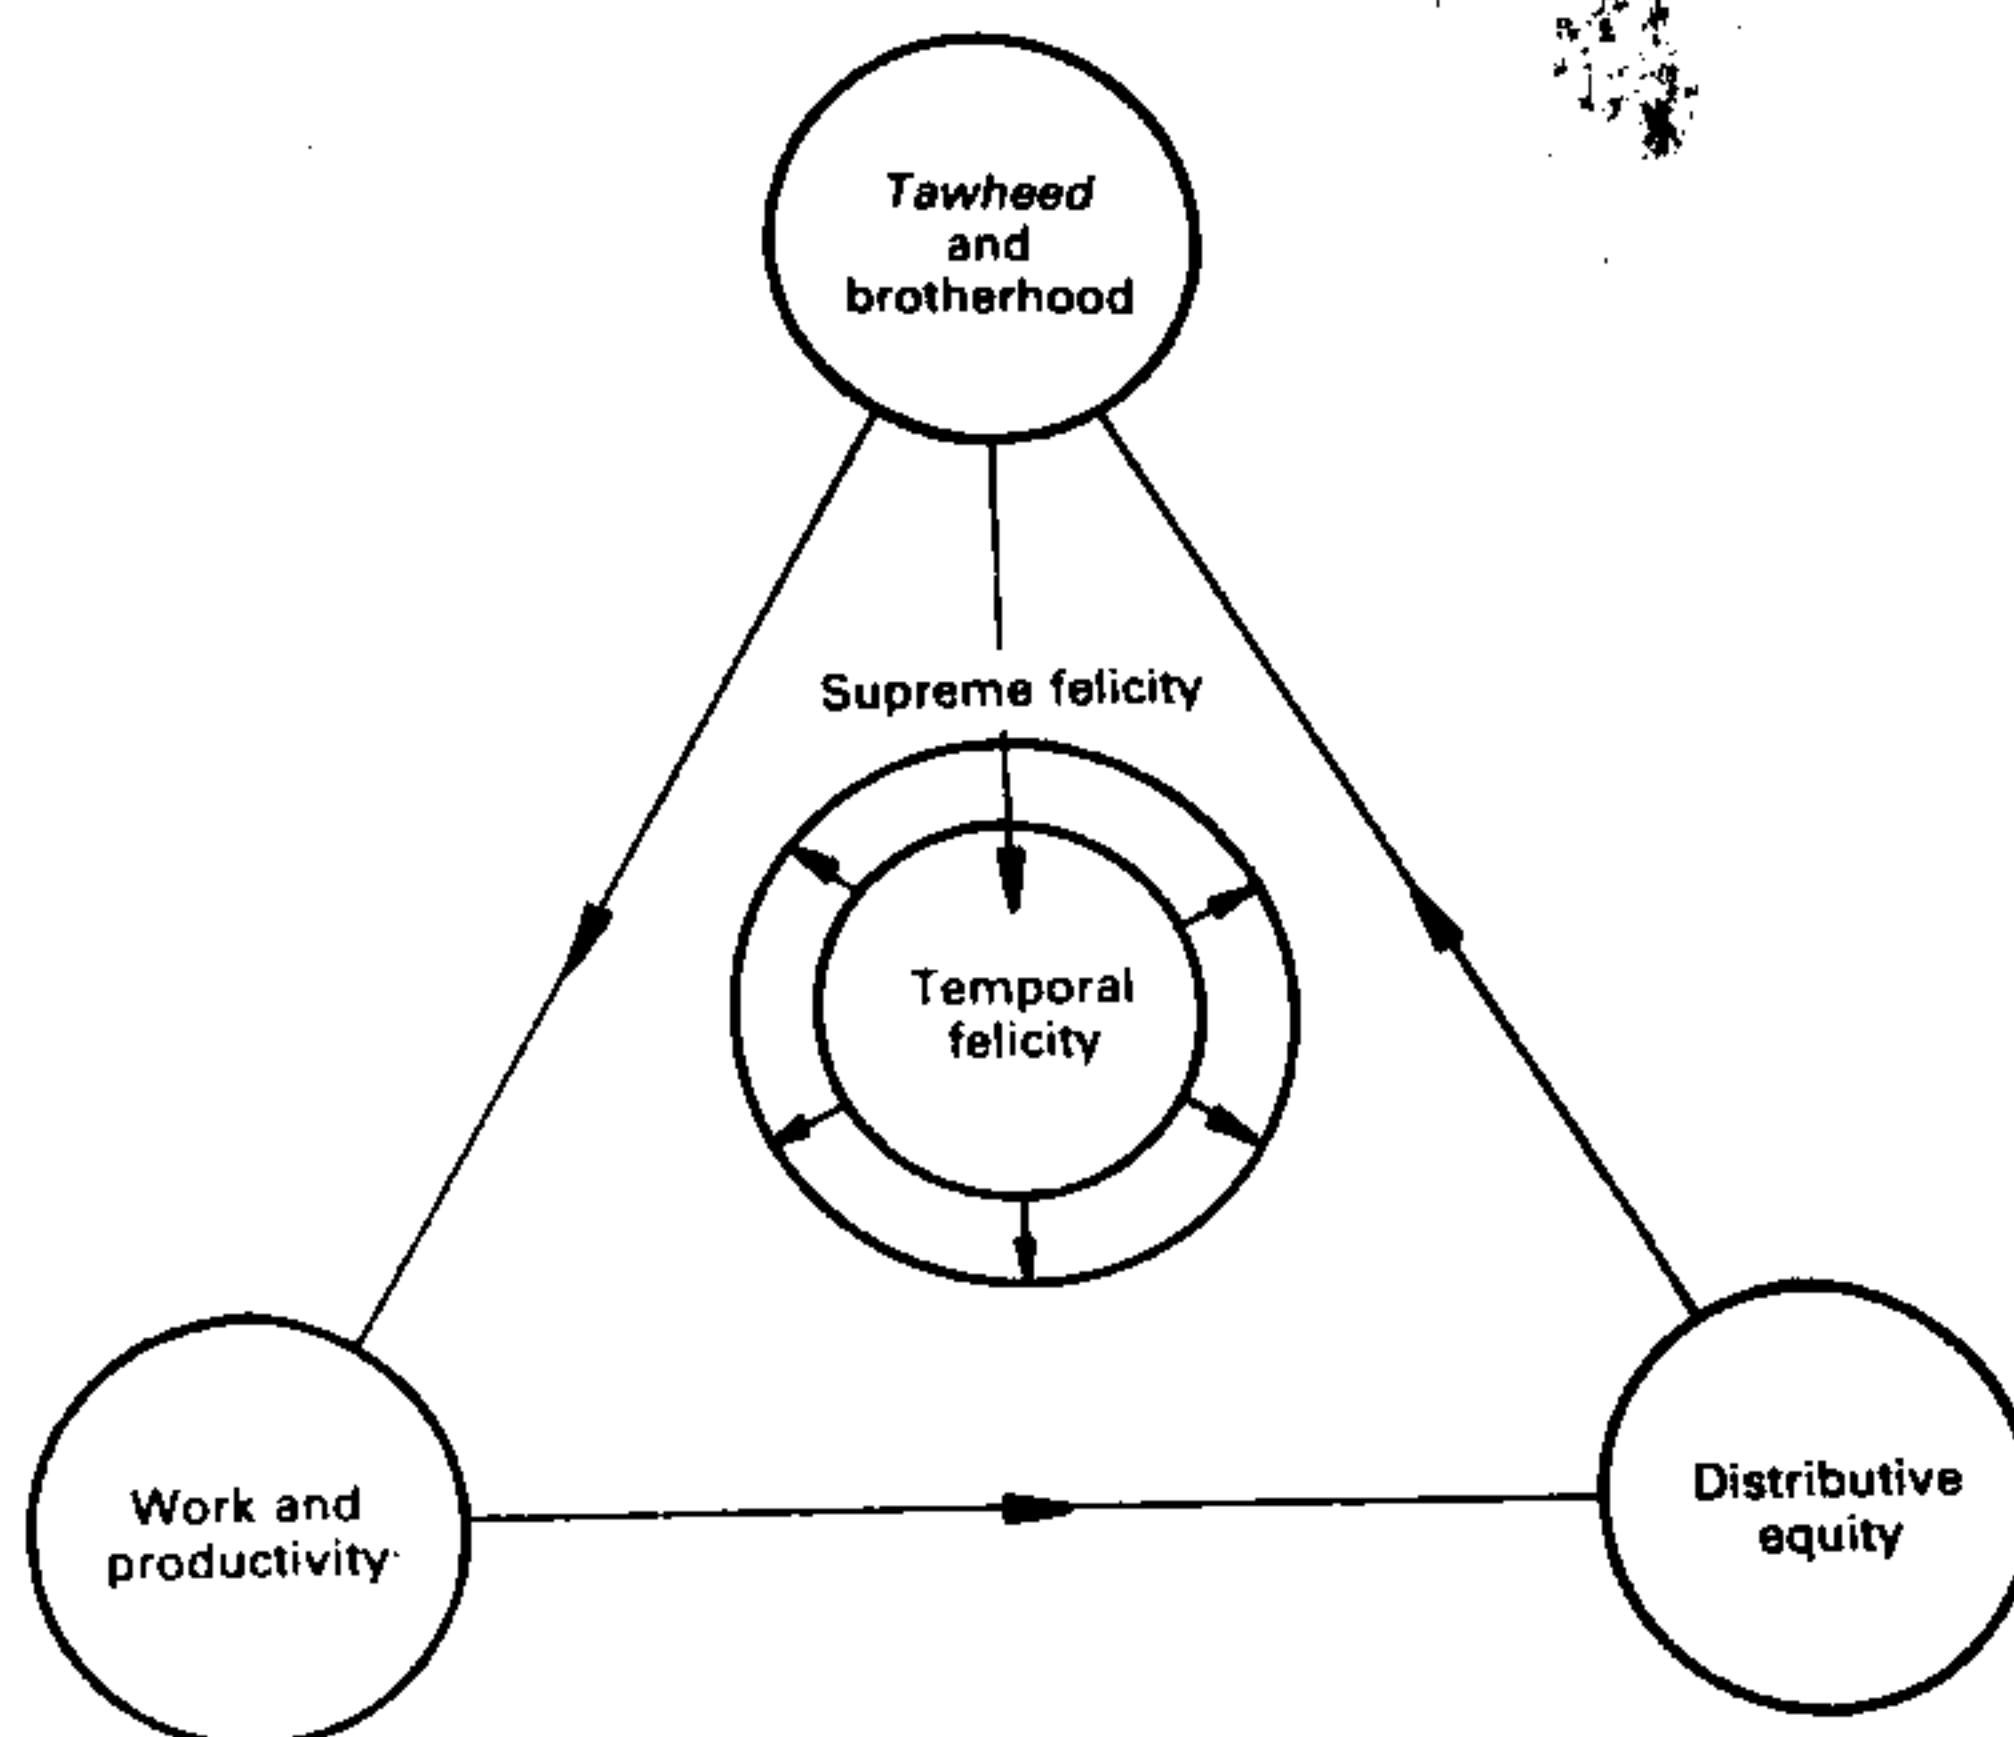 Tawheed
and
brotherhood
Supreme felicity
Temporal
felicity
Work and
productivity
Distributive
equity